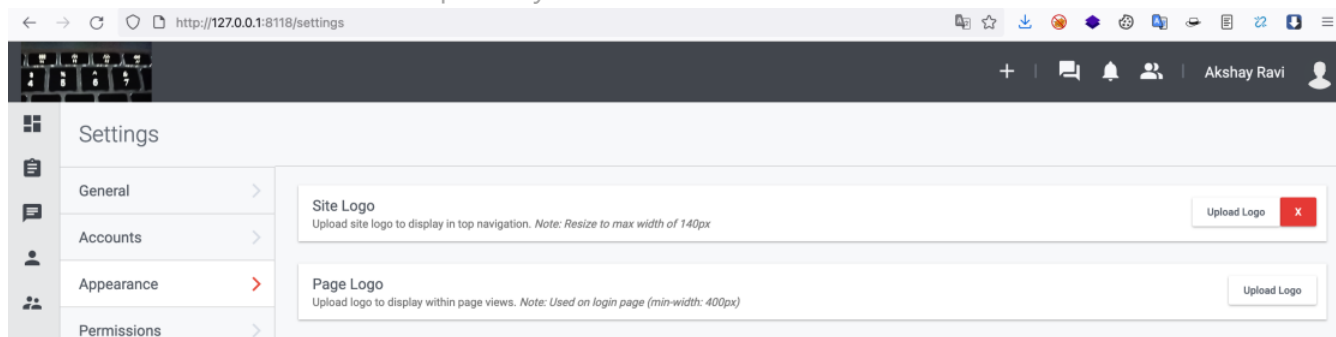 http://127.0.0.1:8118/settings
Akshay Ravi
Settings
General
Accounts
Appearance
Permissions
Site Logo
Upload site logo to display in top navigation. Note: Resize to max width of 140px
Upload Logo X
Page Logo
Upload logo to display within page views. Note: Used on login page (min-width: 400px)
Upload Logo